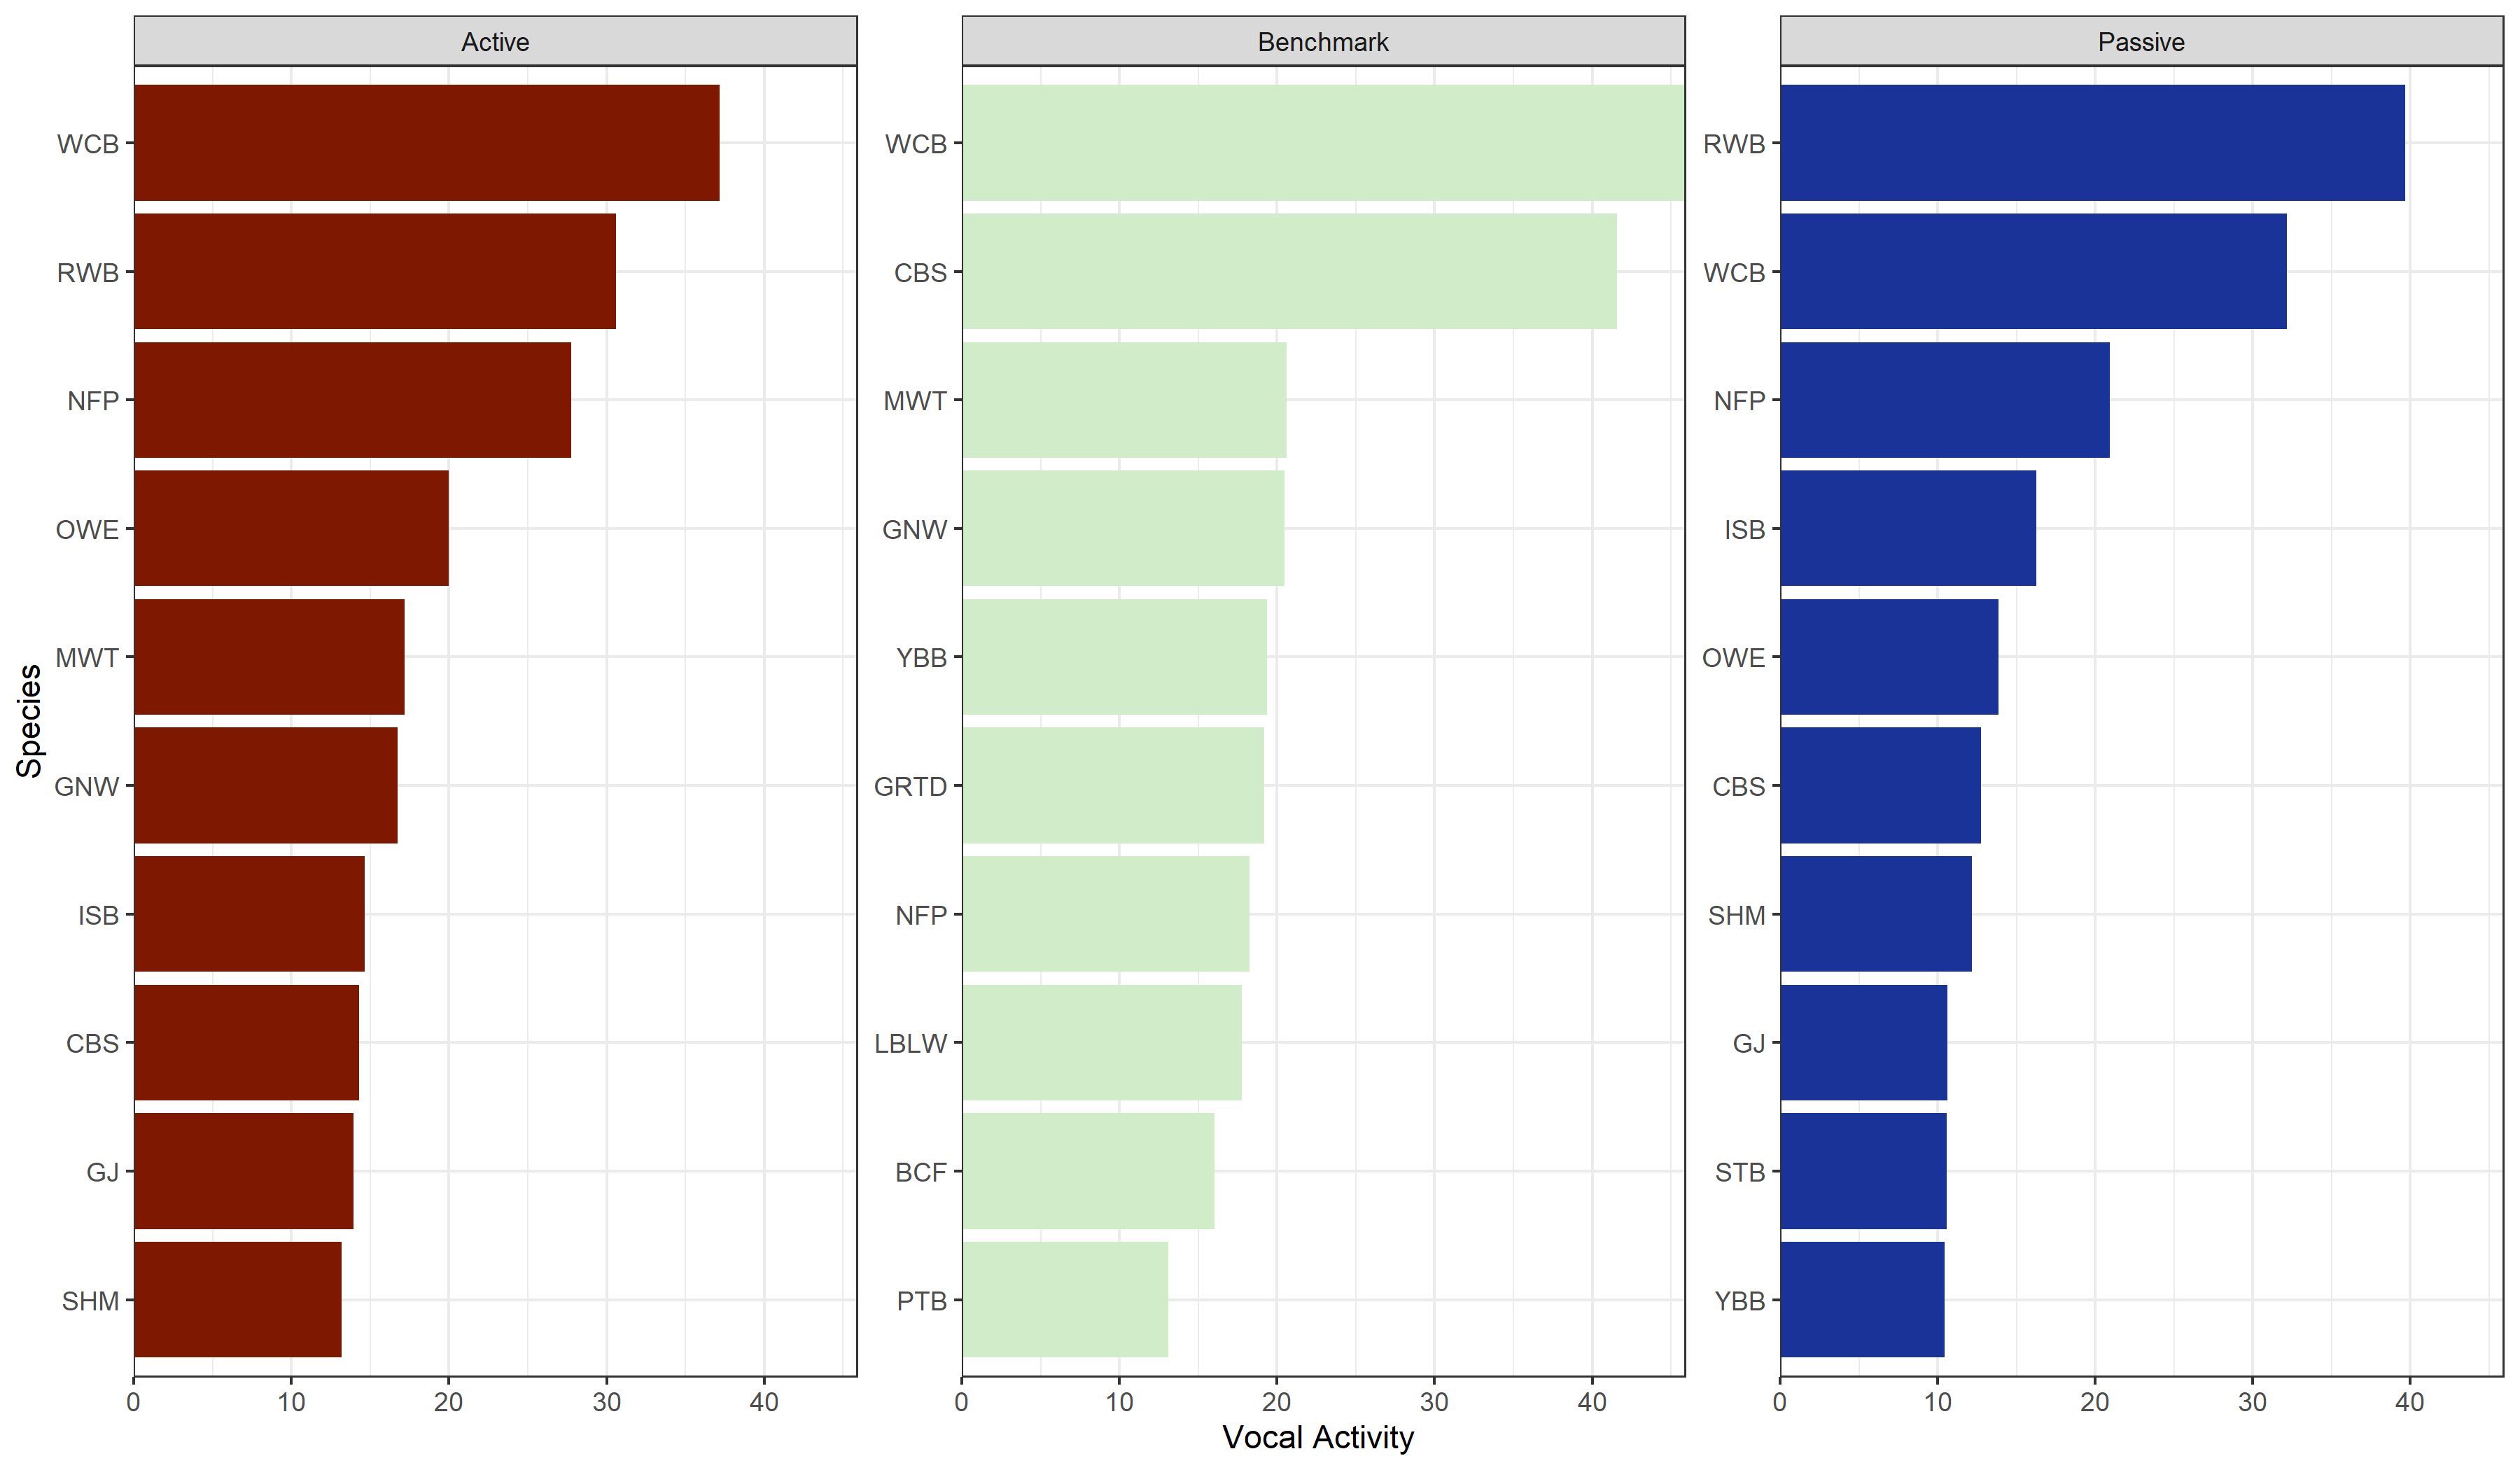 Active
Benchmark
Passive
Species
WCB
RWB
NFP
OWE
MWT
GNW
ISB
CBS
GJ
SHM
0 10 20 30 40
WCB
CBS
MWT
GNW
YBB
GRTD
NFP
LBLW
BCF
PTB
0 10 20 30 40
RWB
WCB
NFP
ISB
OWE
CBS
SHM
GJ
STB
YBB
0 10 20 30 40
Vocal Activity